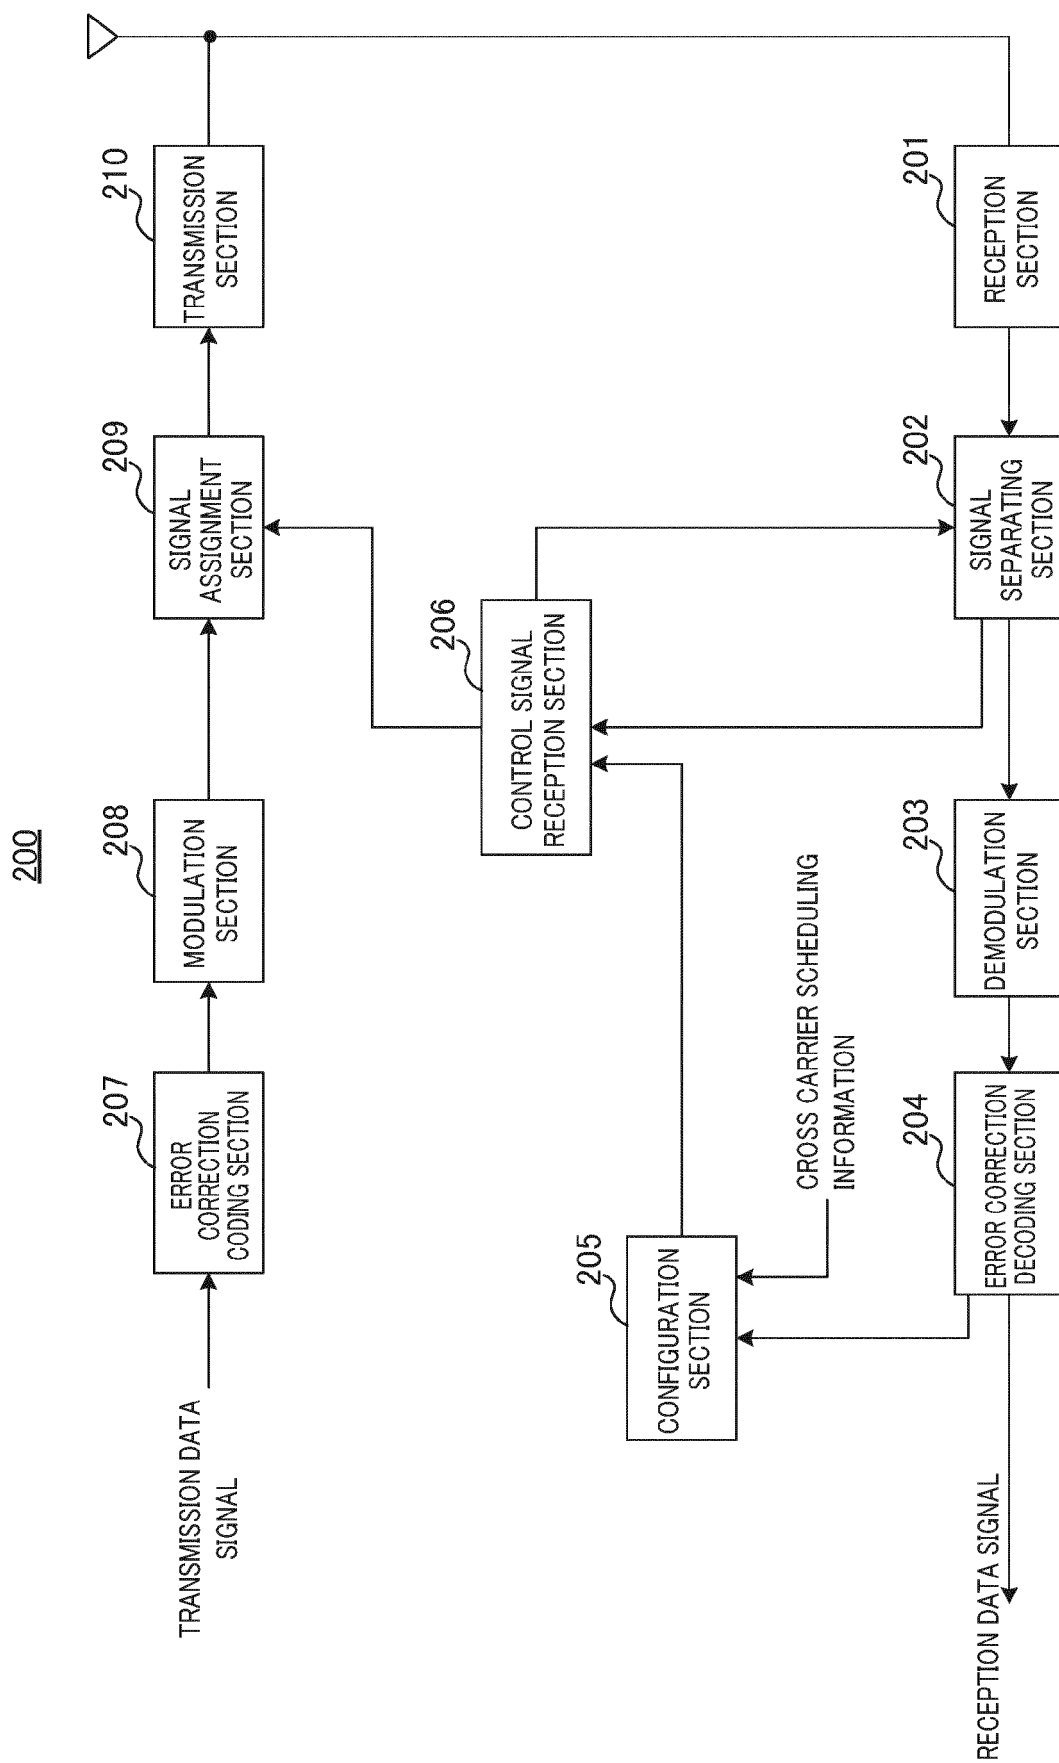 200
TRANSMISSION DATA
SIGNAL
207
ERROR
CORRECTION
CODING SECTION
208
MODULATION
SECTION
209
SIGNAL
ASSIGNMENT
SECTION
210
TRANSMISSION
SECTION
206
CONTROL SIGNAL
RECEPTION SECTION
205
CONFIGURATION
SECTION
CROSS CARRIER SCHEDULING
INFORMATION
RECEPTION DATA SIGNAL
204
ERROR CORRECTION
DECODING SECTION
203
DEMODULATION
SECTION
202
SIGNAL
SEPARATING
SECTION
201
RECEPTION
SECTION